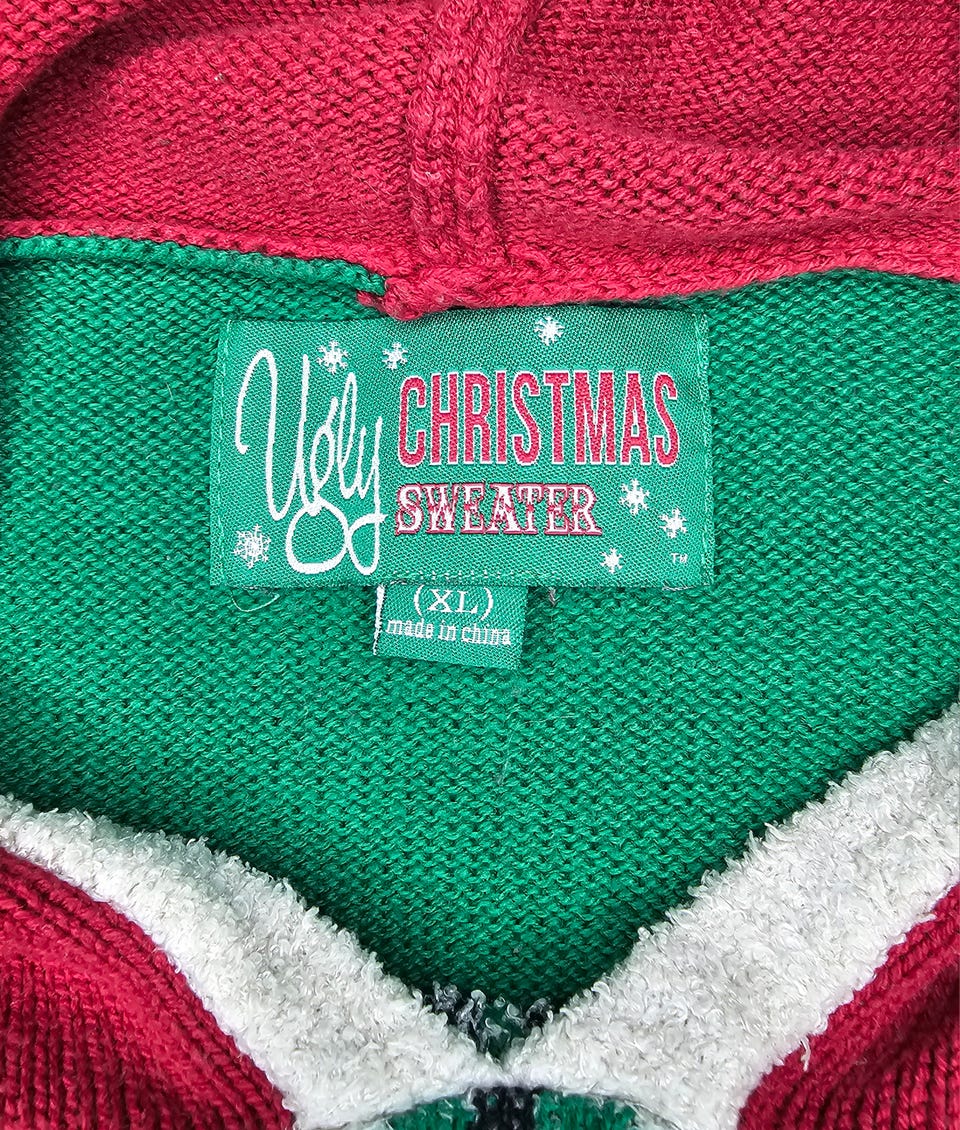 Ugly CHRISTMAS
SWEATER
TM
(XL)
made in china